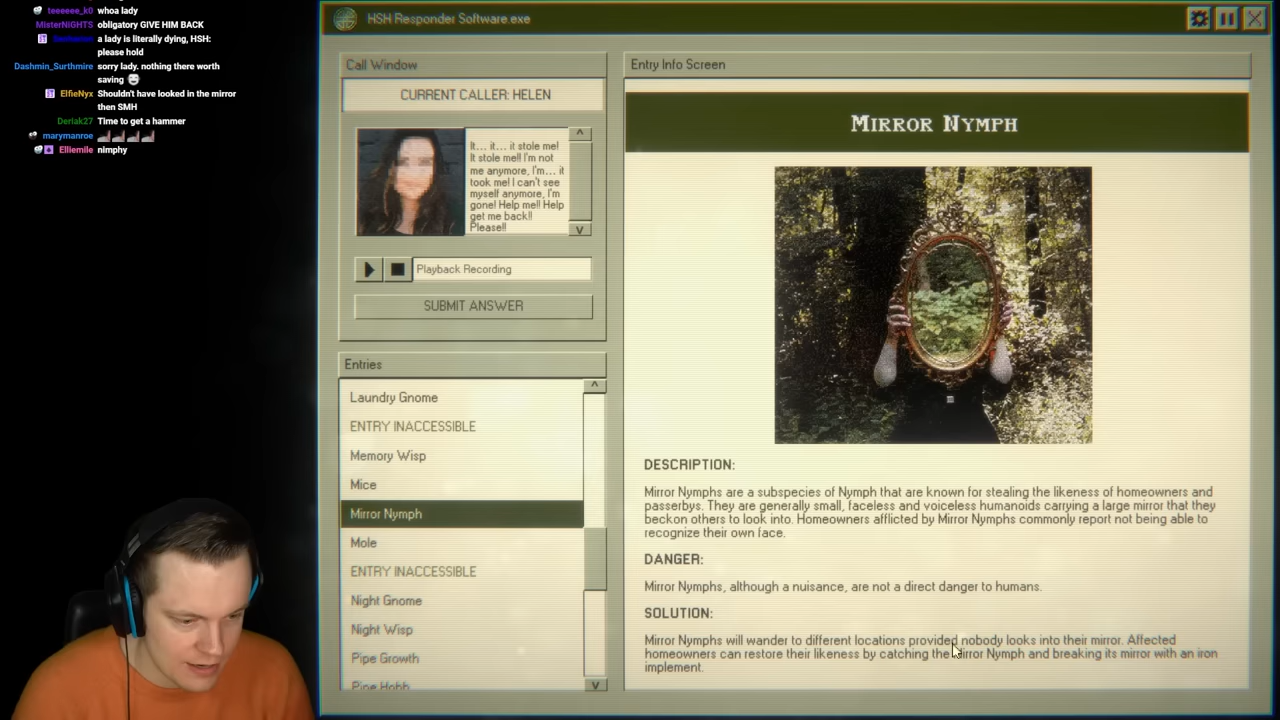 teeeeee_k0 whoa lady
MisterNIGHTS obligatory GIVE HIM BACK
a lady is literally dying, HSH:
please hold
Dashmin_Surthmire sorry lady. nothing there worth
saving
ElfieNyx Shouldn't have looked in the mirror
then SMH
Deriak27 Time to get a hammer
marymanroe
Elliemile nimphy
HSH Responder Software.exe
Call Window
CURRENT CALLER: HELEN
It... it... it stole me!
It stole me!! I'm not
me anymore, I'm... it
took me! I can't see
myself anymore, I'm
gone! Help me!! Help
get me back!!
Please!!
Playback Recording
SUBMIT ANSWER
Entries
Laundry Gnome
ENTRY INACCESSIBLE
Memory Wisp
Mice
Mirror Nymph
Mole
ENTRY INACCESSIBLE
Night Gnome
Night Wisp
Pipe Growth
Pipe Hobb
Entry Info Screen
Mirror Nymph
DESCRIPTION:
Mirror Nymphs are a subspecies of Nymph that are known for stealing the likeness of homeowners and
passerbys. They are generally small, faceless and voiceless humanoids carrying a large mirror that they
beckon others to look into. Homeowners afflicted by Mirror Nymphs commonly report not being able to
recognize their own face.
DANGER:
Mirror Nymphs, although a nuisance, are not a direct danger to humans.
SOLUTION:
Mirror Nymphs will wander to different locations provided nobody looks into their mirror. Affected
homeowners can restore their likeness by catching the Mirror Nymph and breaking its mirror with an iron
implement.